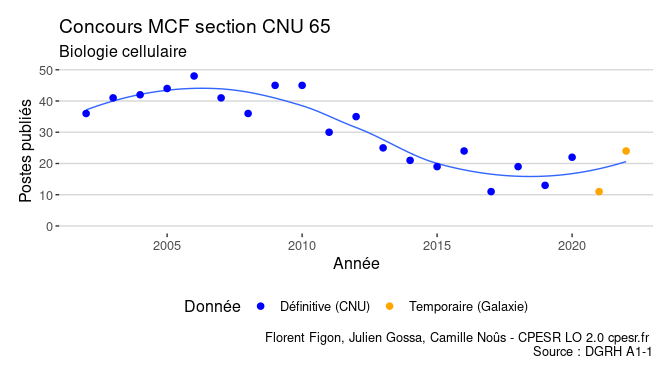 Concours MCF section CNU 65
Biologie cellulaire
Postes publiés
50
40
30
20
10
0
2005 2010 2015 2020
Année
Donnée Définitive (CNU) Temporaire (Galaxie)
Florent Figon, Julien Gossa, Camille Noûs - CPESR LO 2.0 cpesr.fr
Source : DGRH A1-1